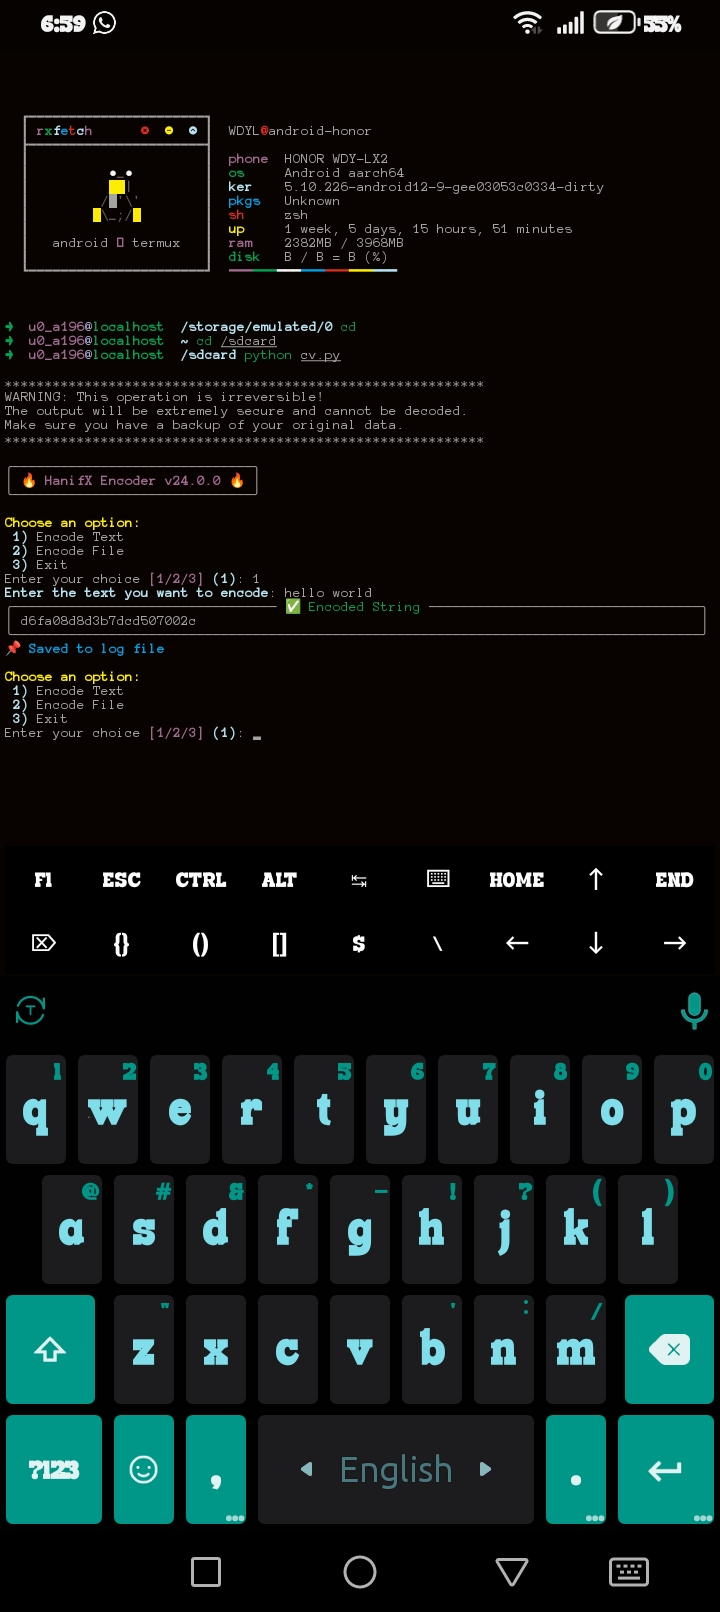 6:59
55%
rxfetch
WDYL@android-honor
phone HONOR WDY-LX2
os Android aarch64
ker 5.10.226-android12-9-gee03053c0334-dirty
pkgs Unknown
sh zsh
up 1 week, 5 days, 15 hours, 51 minutes
ram 2382MB / 3968MB
disk B / B = B (%)
android termux
➜ u0_a196@localhost /storage/emulated/0 cd
➜ u0_a196@localhost ~ cd /sdcard
➜ u0_a196@localhost /sdcard python cv.py
************************************************************
WARNING: This operation is irreversible!
The output will be extremely secure and cannot be decoded.
Make sure you have a backup of your original data.
************************************************************
🔥 HanifX Encoder v24.0.0 🔥
Choose an option:
1) Encode Text
2) Encode File
3) Exit
Enter your choice [1/2/3] (1): 1
Enter the text you want to encode: hello world
✅ Encoded String
d6fa08d8d3b7dcd507002c
📌 Saved to log file
Choose an option:
1) Encode Text
2) Encode File
3) Exit
Enter your choice [1/2/3] (1): _
F1 ESC CTRL ALT ↹ HOME ↑ END
{} () [] $ \ ← ↓ →
1 2 3 4 5 6 7 8 9 0
q w e r t y u i o p
@ # & * - ! ? ( )
a s d f g h j k l
" ' : /
z x c v b n m
?123 , English .